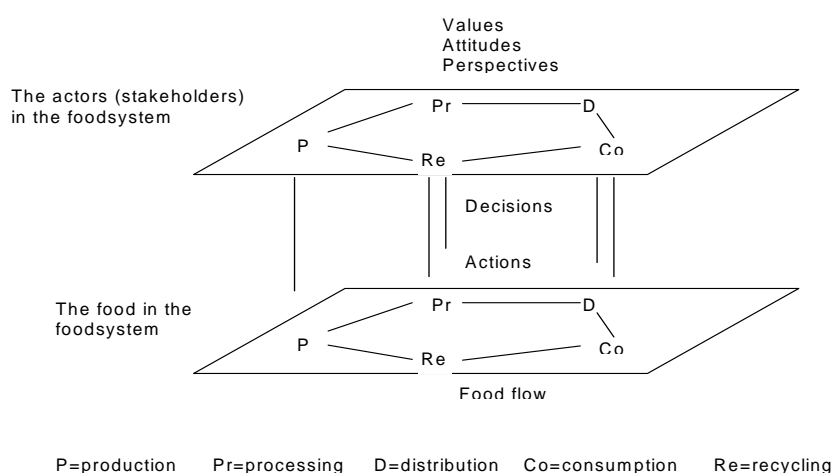 Values
Attitudes
Perspectives
The actors (stakeholders)
in the foodsystem
Pr
D
P
Re
Co
Decisions
Actions
The food in the
foodsystem
Pr
D
P
Re
Co
Food flow
P=production Pr=processing D=distribution Co=consumption Re=recycling